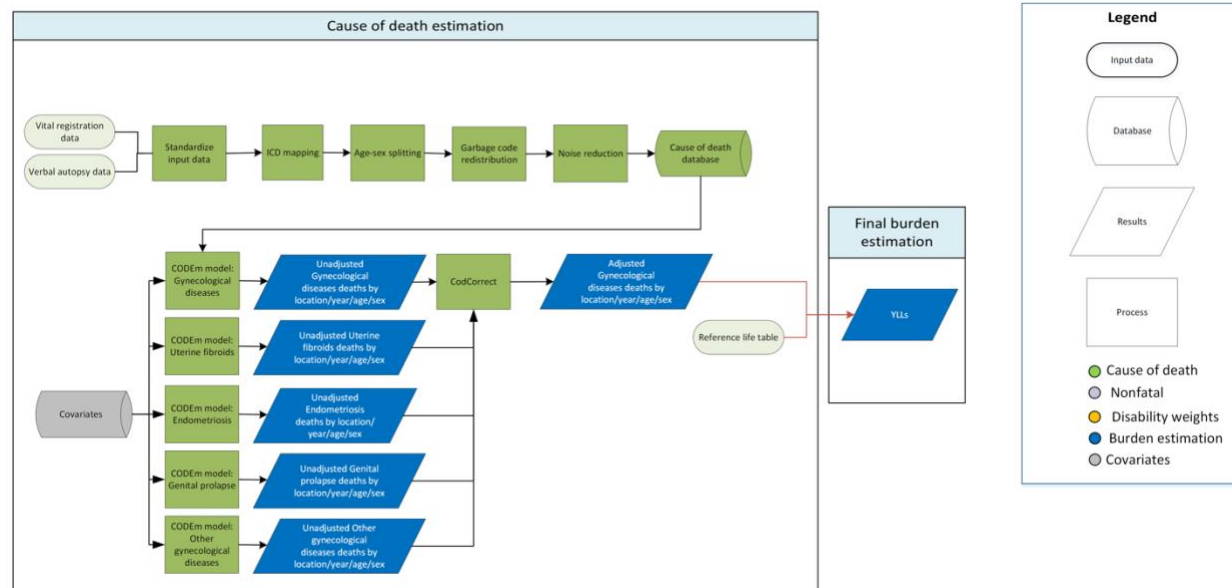 Cause of death estimation
Legend
Input data
Vital registration
data
Verbal autopsy data
Standardize
input data
ICD mapping
Age-sex splitting
Garbage code
redistribution
Noise reduction
Cause of death
database
Database
Final burden
estimation
Results
CODEm model:
Gynecological
diseases
Unadjusted
Gynecological
diseases deaths by
location/year/age/sex
CodCorrect
Adjusted
Gynecological
diseases deaths by
location/year/age/sex
YLLs
Reference life table
Process
CODEm model:
Uterine fibroids
Unadjusted Uterine
fibroids deaths by
location/year/age/sex
Covariates
CODEm model:
Endometriosis
Unadjusted
Endometriosis
deaths by location/
year/age/sex
CODEm model:
Genital prolapse
Unadjusted Genital
prolapse deaths by
location/year/age/sex
CODEm model:
Other
gynecological
diseases
Unadjusted Other
gynecological
diseases deaths by
location/year/age/sex
Cause of death
Nonfatal
Disability weights
Burden estimation
Covariates